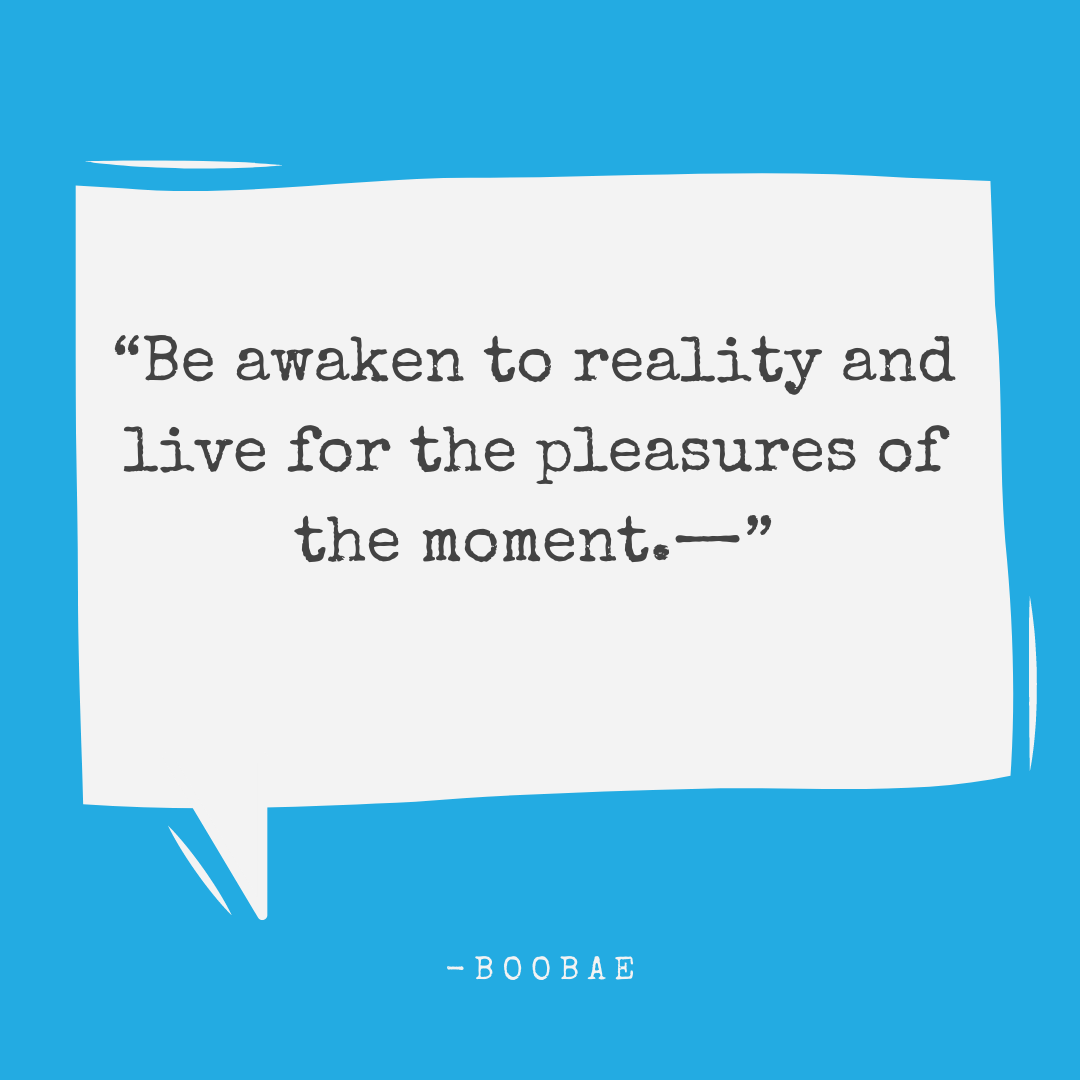 “Be awaken to reality and
live for the pleasures of
the moment.—”
–BOOBAE